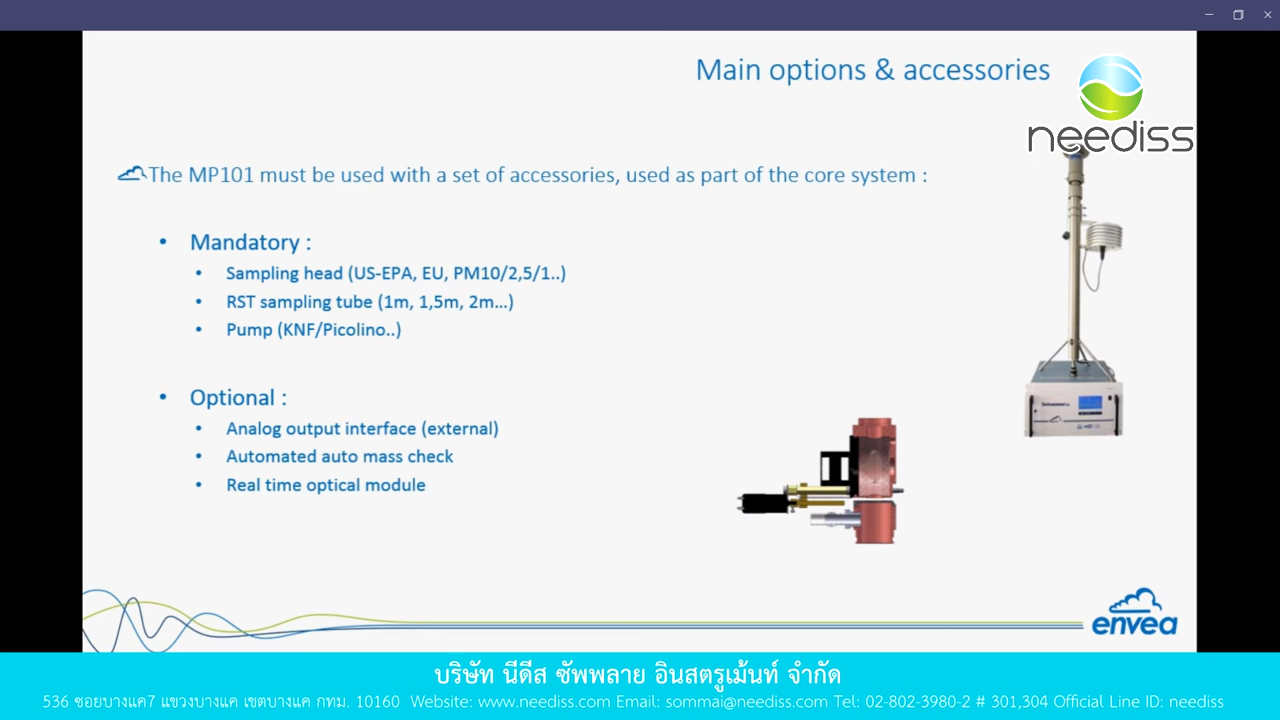 Main options & accessories
neediss
The MP101 must be used with a set of accessories, used as part of the core system :
• Mandatory :
• Sampling head (US-EPA, EU, PM10/2,5/1..)
• RST sampling tube (1m, 1,5m, 2m...)
• Pump (KNF/Picolino..)
• Optional :
• Analog output interface (external)
• Automated auto mass check
• Real time optical module
envea
บริษัท นีดีส ซัพพลาย อินสตรูเม้นท์ จำกัด
536 ซอยบางแค7 แขวงบางแค เขตบางแค กทม. 10160 Website: www.neediss.com Email: sommai@neediss.com Tel: 02-802-3980-2 # 301,304 Official Line ID: neediss